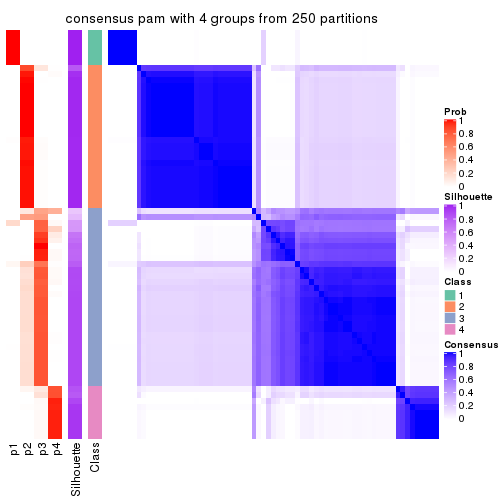 consensus pam with 4 groups from 250 partitions
Prob
1
0.8
0.6
0.4
0.2
0
Silhouette
1
0.8
0.6
0.4
0.2
0
Class
1
2
3
4
Consensus
1
0.8
0.6
0.4
0.2
0
p1
p2
p3
p4
Silhouette
Class